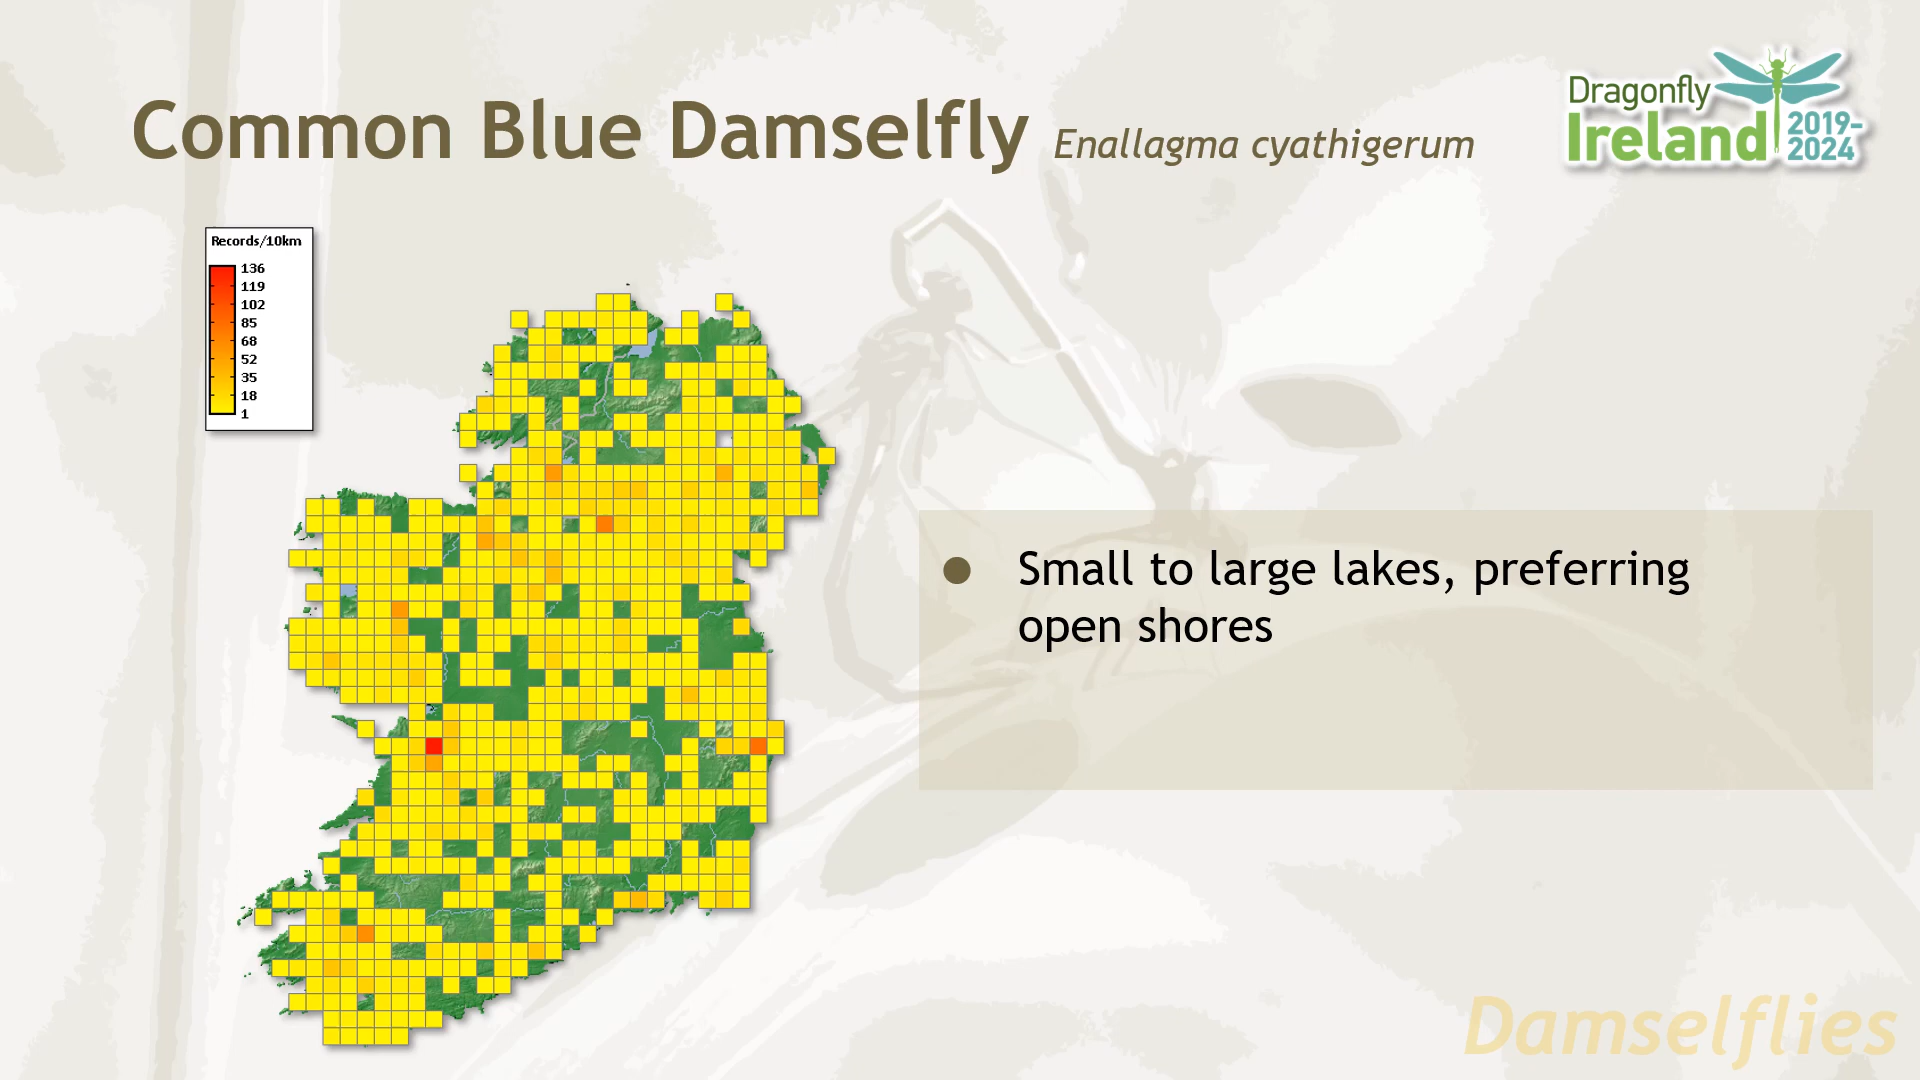 Common Blue Damselfly Enallagma cyathigerum
Dragonfly
Ireland 2019-
2024
Records/10km
136
119
102
85
68
52
35
18
1
● Small to large lakes, preferring
open shores
Damselflies